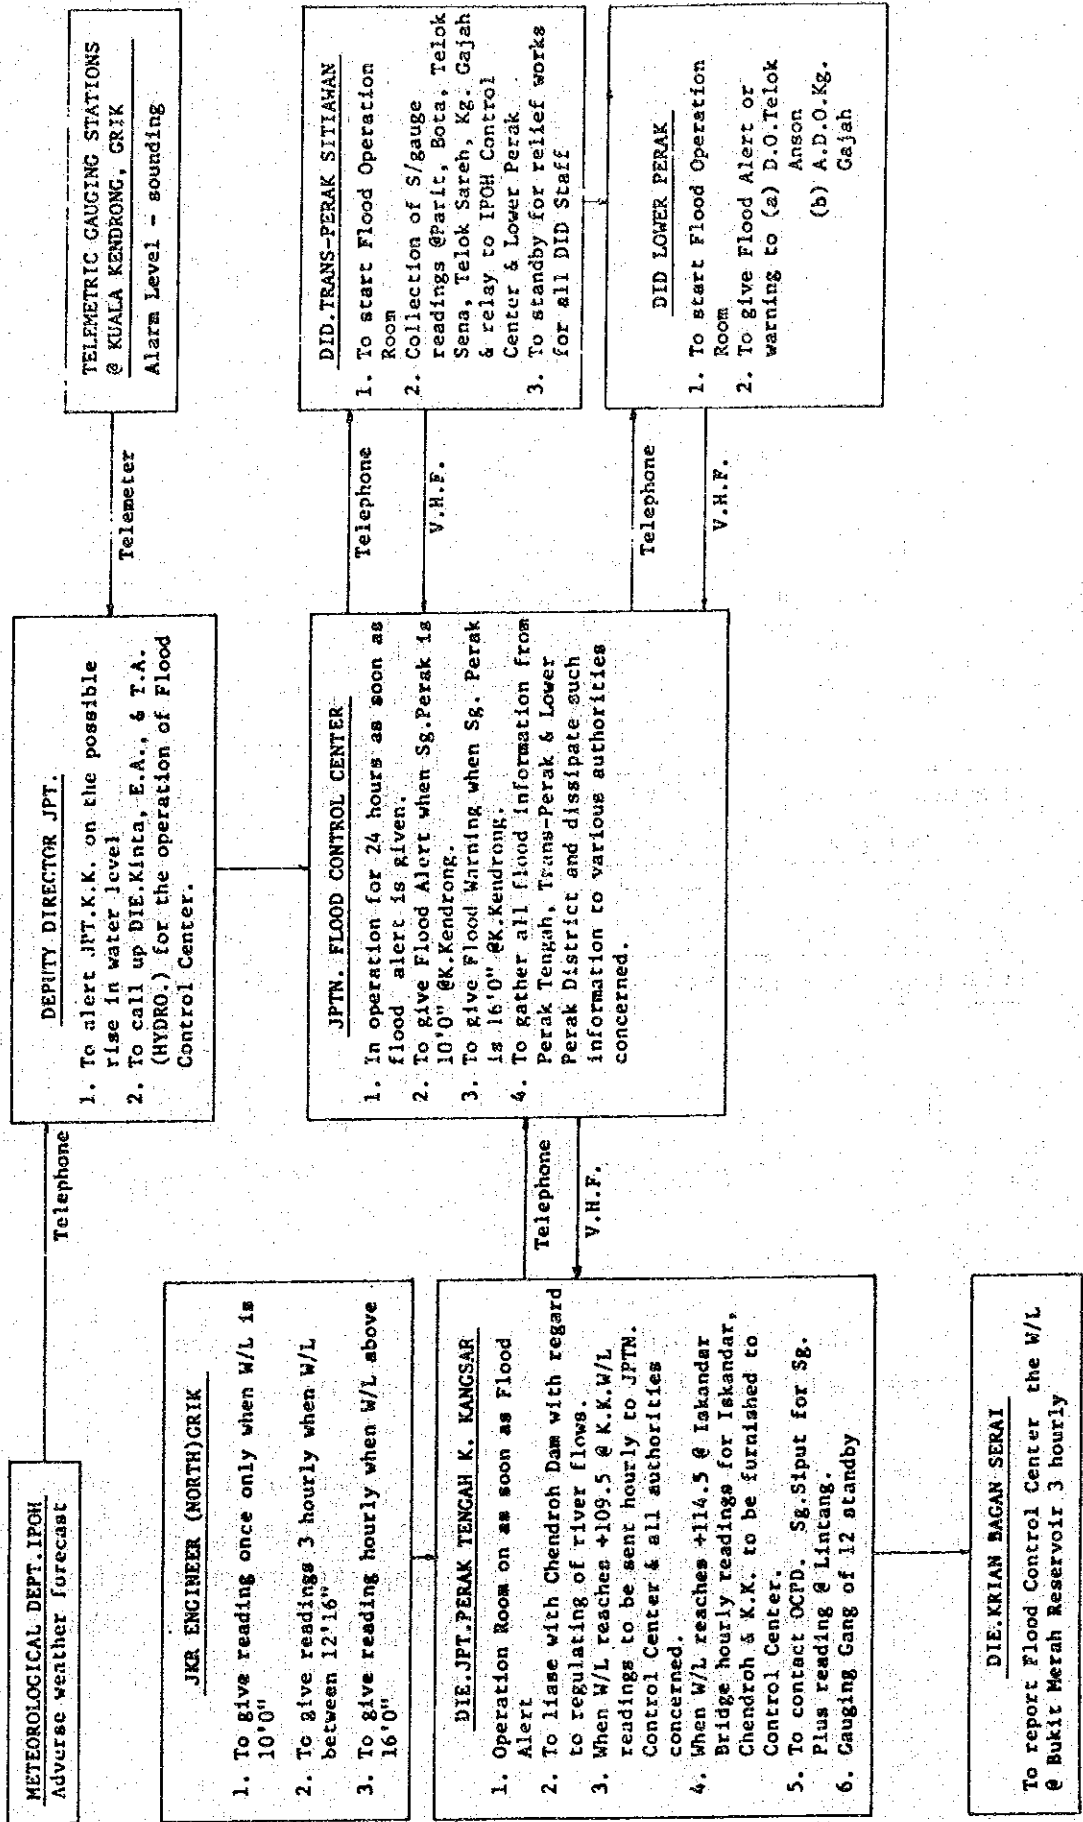 METEOROLOGICAL DEPT.IPOH
Adverse weather forecast
Telephone
DEPUTY DIRECTOR JPT.
1. To alert JPT.K.K. on the possible
rise in water level
2. To call up DIE.Kinta, E.A., & T.A.
(HYDRO.) for the operation of Flood
Control Center.
Telemeter
TELEMETRIC GAUGING STATIONS
@ KUALA KENDRONG, GRIK
Alarm Level - sounding
JKR ENGINEER (NORTH)GRIK
1. To give reading once only when W/L is
10'0"
2. To give readings 3 hourly when W/L
between 12'16"
3. To give reading hourly when W/L above
16'0"
DIE.JPT.PERAK TENGAH K. KANGSAR
1. Operation Room on as soon as Flood
Alert
2. To liase with Chendroh Dam with regard
to regulating of river flows.
3. When W/L reaches +109.5 @ K.K.W/L
readings to be sent hourly to JPTN.
Control Center & all authorities
concerned.
4. When W/L reaches +114.5 @ Iskandar
Bridge hourly readings for Iskandar,
Chendroh & K.K. to be furnished to
Control Center.
5. To contact OCPD. Sg.Siput for Sg.
Plus reading @ Lintang.
6. Gauging Gang of 12 standby
Telephone
V.H.F.
JPTN. FLOOD CONTROL CENTER
1. In operation for 24 hours as soon as
flood alert is given.
2. To give Flood Alert when Sg.Perak is
10'0" @K.Kendrong.
3. To give Flood Warning when Sg. Perak
is 16'0" @K.Kendrong.
4. To gather all flood information from
Perak Tengah, Trans-Perak & Lower
Perak District and dissipate such
information to various authorities
concerned.
Telephone
V.H.F.
DID.TRANS-PERAK SITIAWAN
1. To start Flood Operation
Room
2. Collection of S/gauge
readings @Parit, Bota, Telok
Sena, Telok Sareh, Kg. Gajah
& relay to IPOH Control
Center & Lower Perak
3. To standby for relief works
for all DID Staff
Telephone
V.H.F.
DID LOWER PERAK
1. To start Flood Operation
Room
2. To give Flood Alert or
warning to (a) D.O.Telok
Anson
(b) A.D.O.Kg.
Gajah
DIE.KRIAN BAGAN SERAI
To report Flood Control Center the W/L
@ Bukit Merah Reservoir 3 hourly